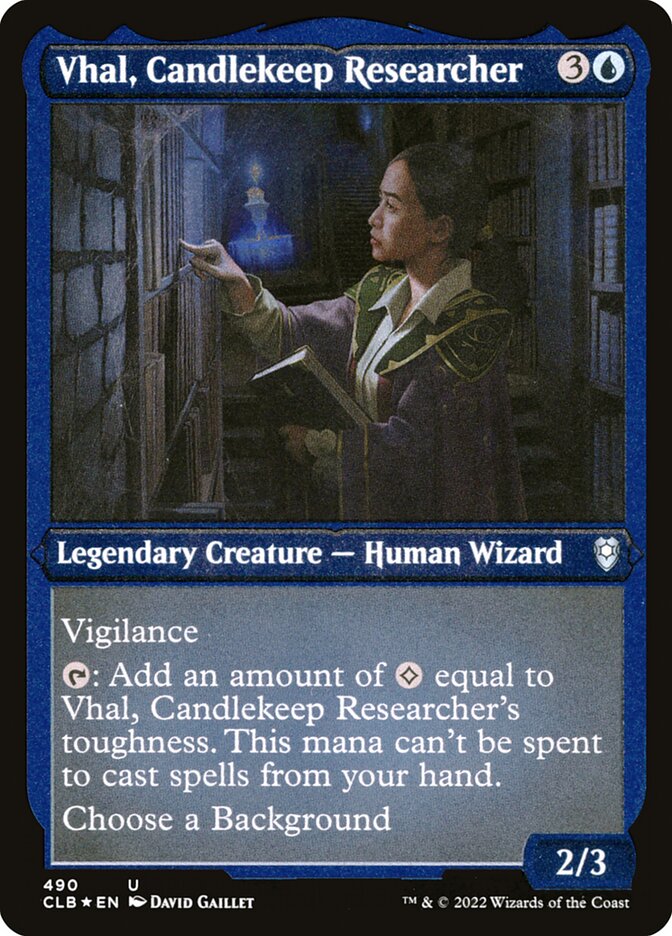 Vhal, Candlekeep Researcher 3
Legendary Creature — Human Wizard
Vigilance
: Add an amount of equal to
Vhal, Candlekeep Researcher's
toughness. This mana can't be spent
to cast spells from your hand.
Choose a Background
2/3
490 U
CLB★EN DAVID GAILLET
™ & © 2022 Wizards of the Coast